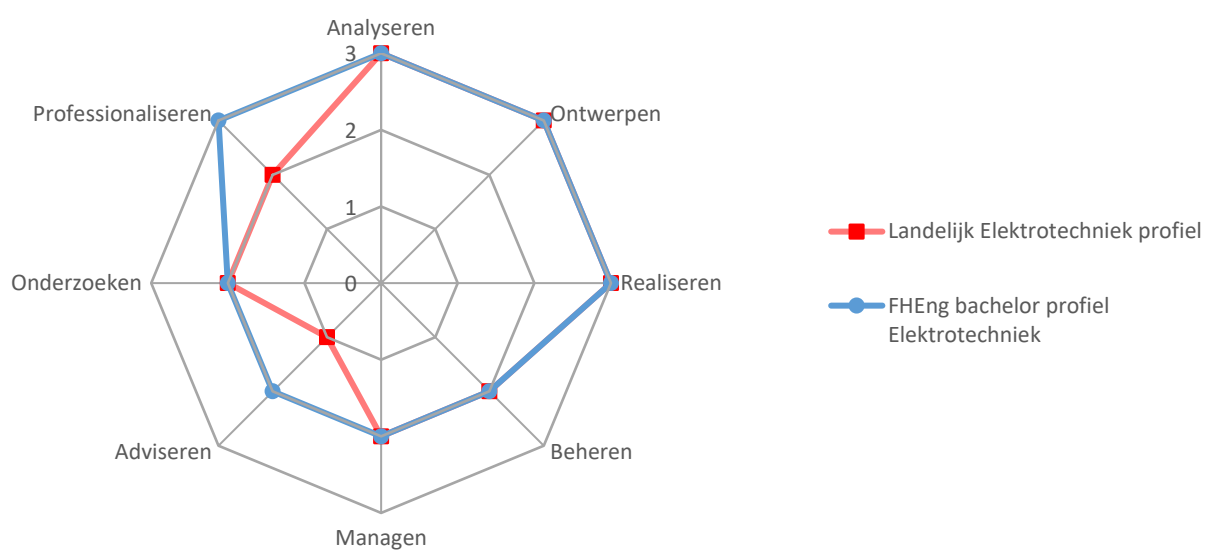 Analyseren
3
Professionaliseren
Ontwerpen
2
1
Onderzoeken
0
Realiseren
Adviseren
Beheren
Managen
Landelijk Elektrotechniek profiel
FHEng bachelor profiel
Elektrotechniek